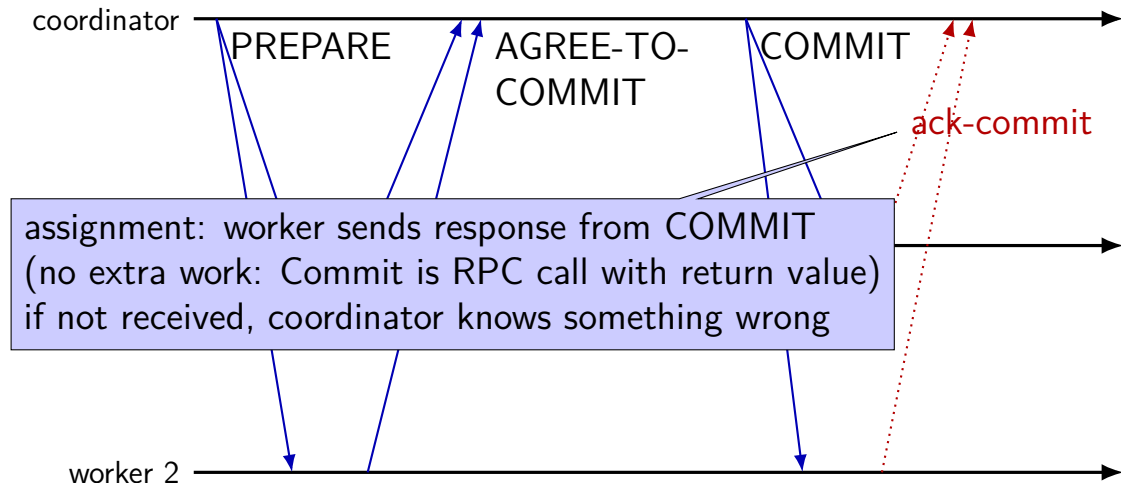 coordinator
PREPARE
AGREE-TO-
COMMIT
COMMIT
ack-commit
assignment: worker sends response from COMMIT
(no extra work: Commit is RPC call with return value)
if not received, coordinator knows something wrong
worker 2